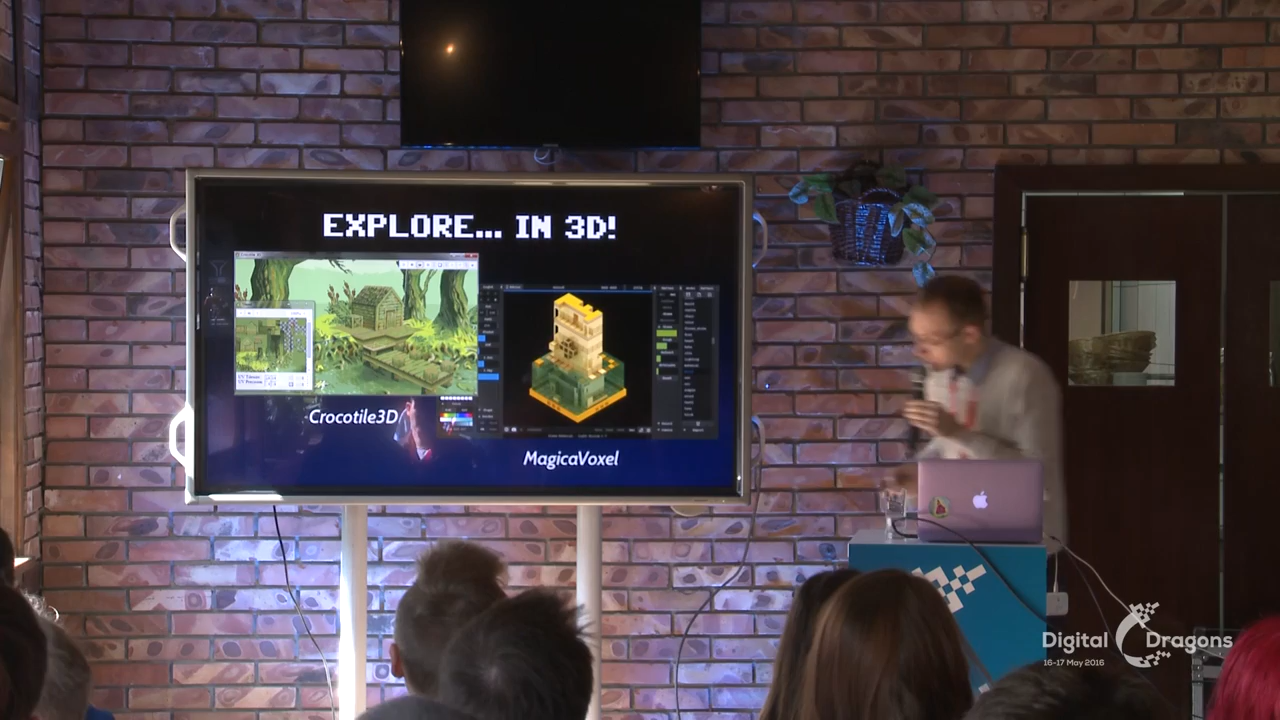 EXPLORE... IN 3D!
Crocotile3D
MagicaVoxel
Digital Dragons
16-17 May 2016